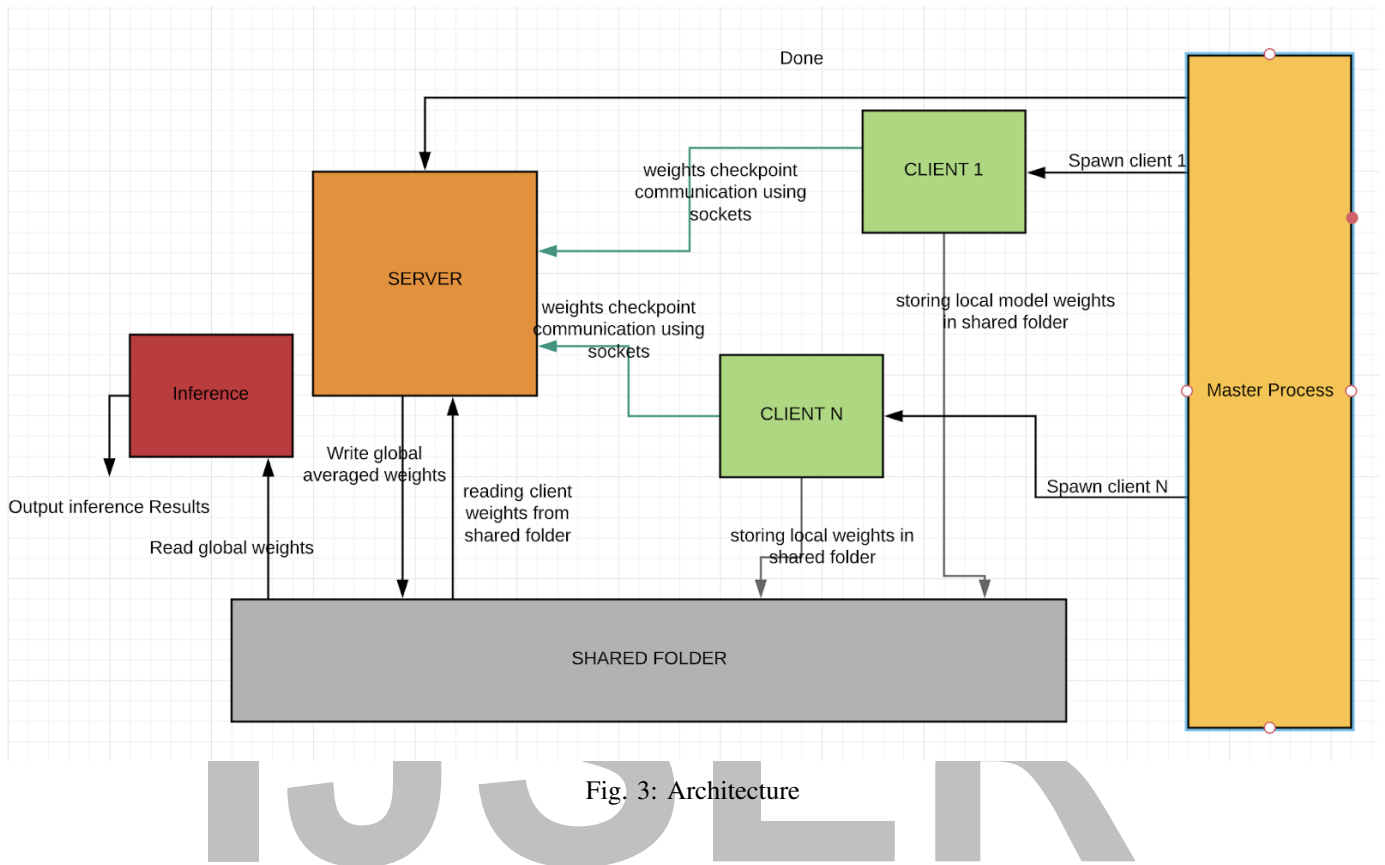 Done
CLIENT 1
Spawn client 1
weights checkpoint
communication using
sockets
SERVER
storing local model weights
in shared folder
weights checkpoint
communication using
sockets
Inference
CLIENT N
Master Process
Write global
averaged weights
reading client
weights from
shared folder
Spawn client N
Output inference Results
Read global weights
storing local weights in
shared folder
SHARED FOLDER
Fig. 3: Architecture
IJSER